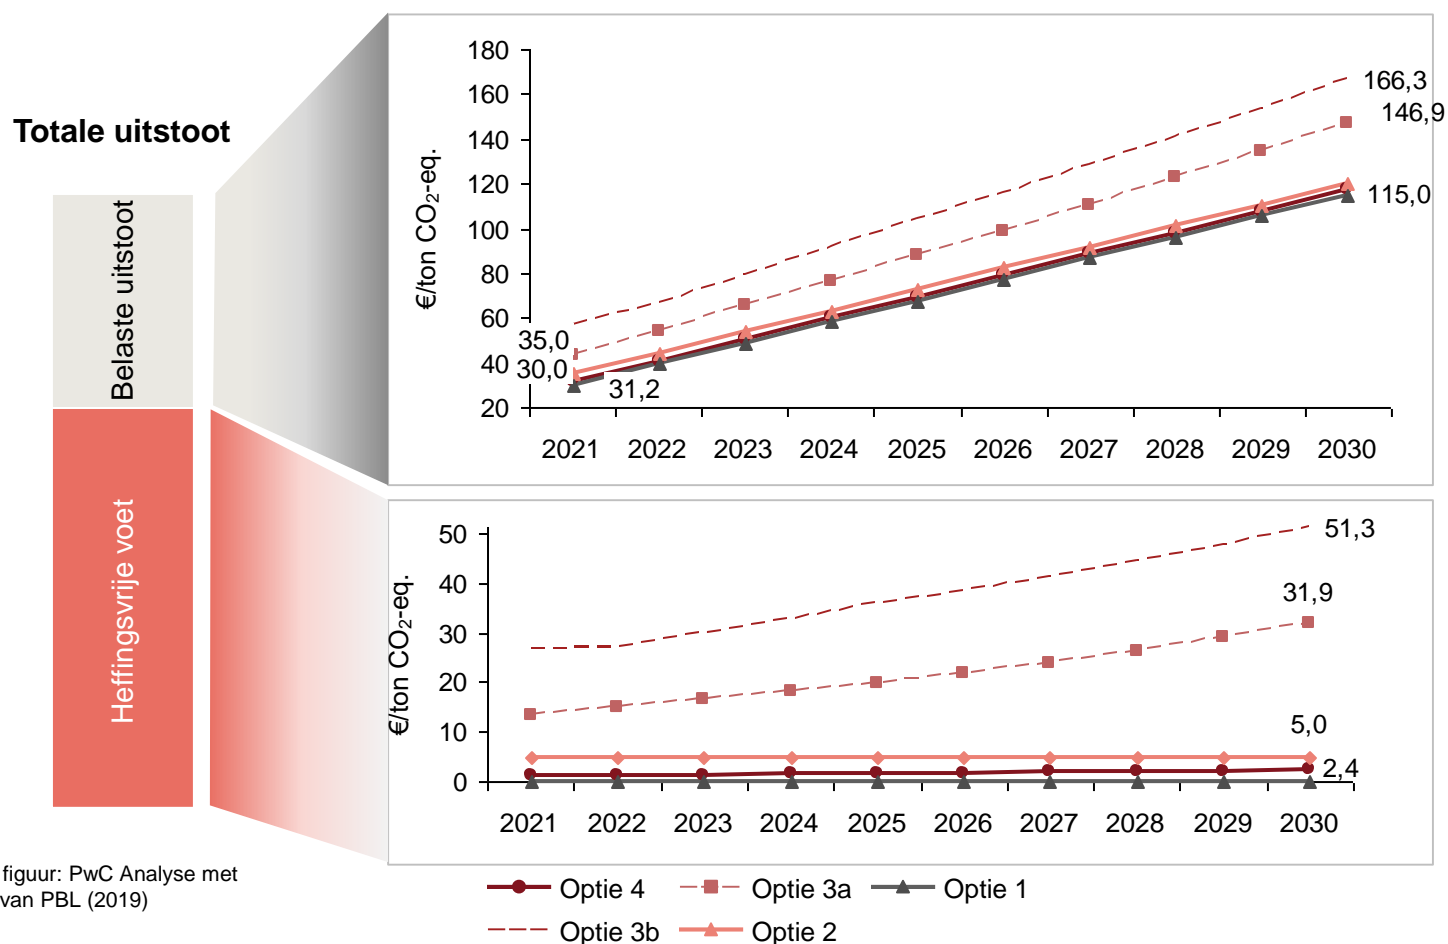 Totale uitstoot
Belaste uitstoot
Heffingsvrije voet
€/ton CO₂-eq.
180
160
140
120
100
80
60
40
20
166,3
146,9
115,0
35,0
30,0
31,2
2021 2022 2023 2024 2025 2026 2027 2028 2029 2030
€/ton CO₂-eq.
50
40
30
20
10
0
51,3
31,9
5,0
2,4
2021 2022 2023 2024 2025 2026 2027 2028 2029 2030
figuur: PwC Analyse met
van PBL (2019)
Optie 4 Optie 3a Optie 1
Optie 3b Optie 2